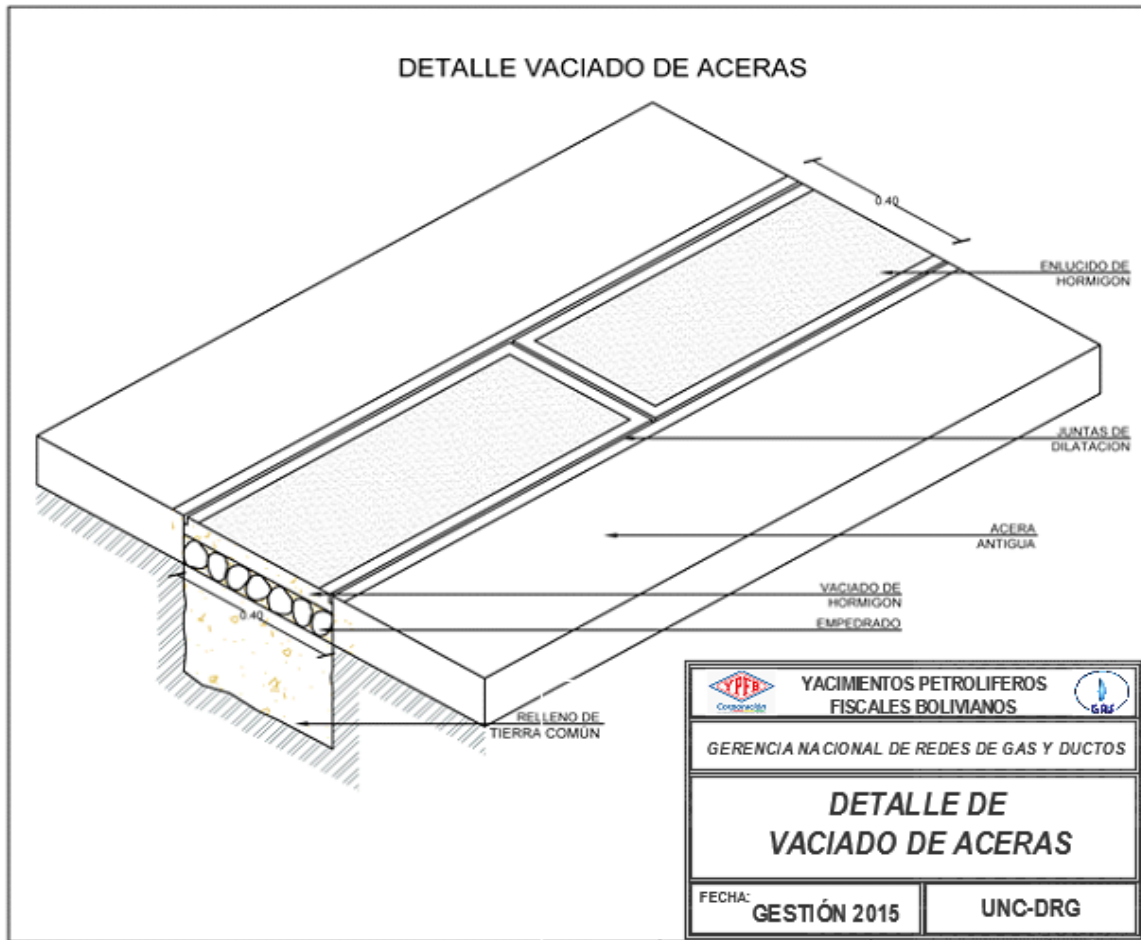 DETALLE VACIADO DE ACERAS
0.40
ENLUCIDO DE
HORMIGON
JUNTAS DE
DILATACION
ACERA
ANTIGUA
VACIADO DE
HORMIGON
EMPEDRADO
0.40
RELLENO DE
TIERRA COMÚN
YPFB
Corporación
YACIMIENTOS PETROLIFEROS
FISCALES BOLIVIANOS
GAS
GERENCIA NACIONAL DE REDES DE GAS Y DUCTOS
DETALLE DE
VACIADO DE ACERAS
FECHA: GESTIÓN 2015
UNC-DRG